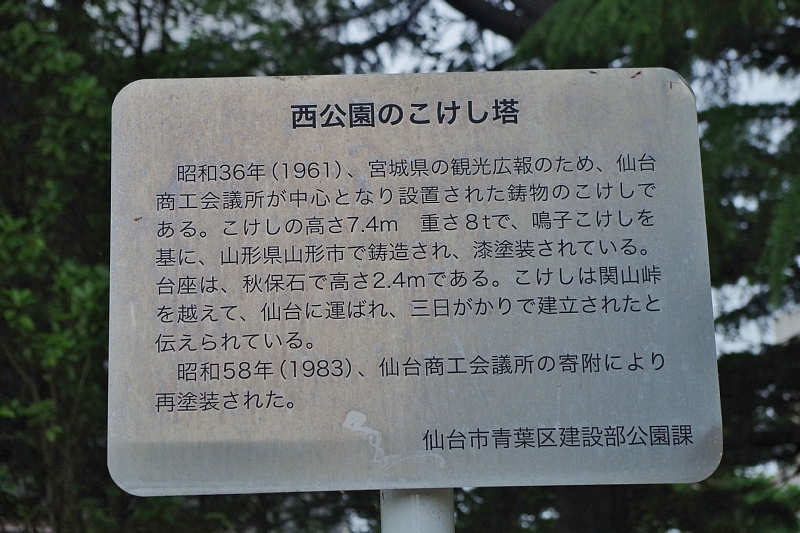 西公園のこけし塔
昭和36年(1961)、宮城県の観光広報のため、仙台
商工会議所が中心となり設置された鋳物のこけしで
ある。こけしの高さ7.4m　重さ8tで、鳴子こけしを
基に、山形県山形市で鋳造され、漆塗装されている。
台座は、秋保石で高さ2.4mである。こけしは関山峠
を越えて、仙台に運ばれ、三日がかりで建立されたと
伝えられている。
昭和58年(1983)、仙台商工会議所の寄附により
再塗装された。
仙台市青葉区建設部公園課